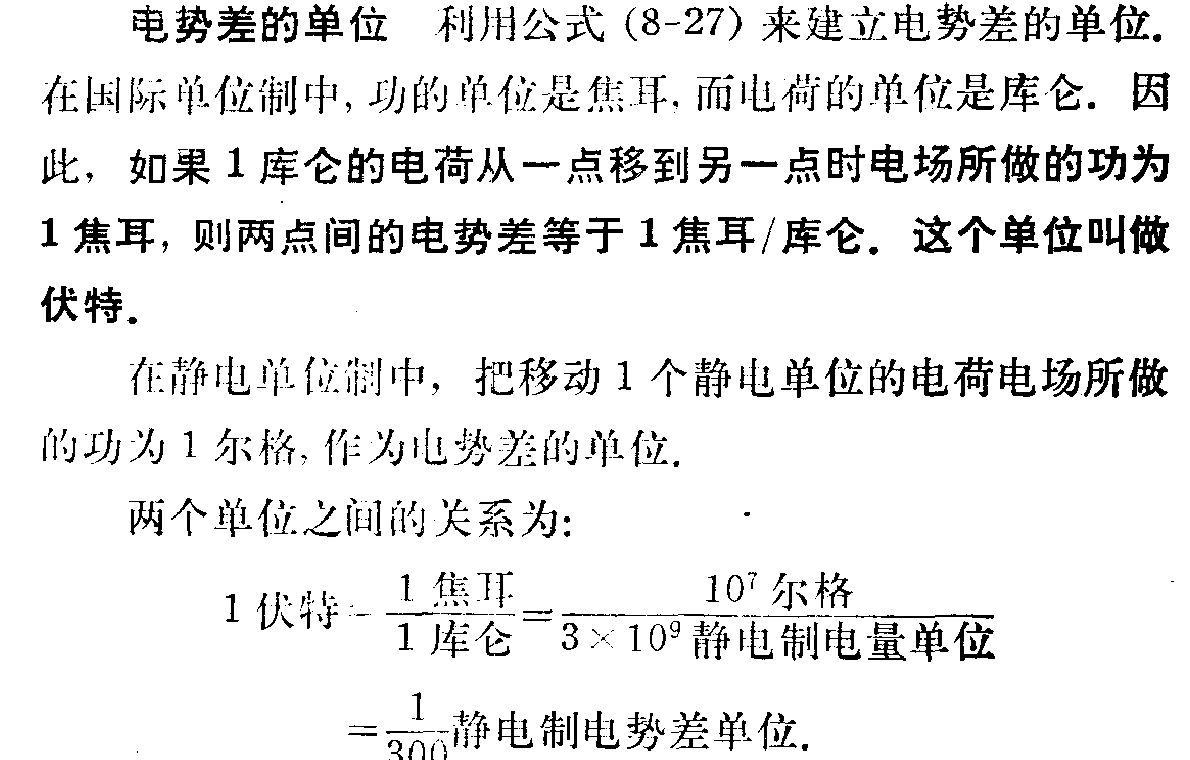 电势差的单位 利用公式 (8-27) 来建立电势差的单位.
在国际单位制中, 功的单位是焦耳, 而电荷的单位是库仑. 因
此, 如果 1 库仑的电荷从一点移到另一点时电场所做的功为
1 焦耳, 则两点间的电势差等于 1 焦耳/库仑. 这个单位叫做
伏特.
在静电单位制中, 把移动 1 个静电单位的电荷电场所做
的功为 1 尔格, 作为电势差的单位.
两个单位之间的关系为:
1 伏特 = 1 焦耳 / 1 库仑 = 10⁷ 尔格 / 3×10⁹ 静电制电量单位
= 1/300 静电制电势差单位.